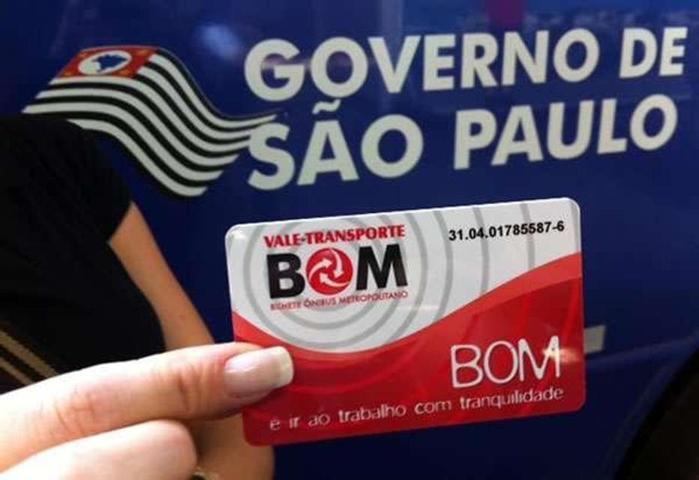 GOVERNO DE
SÃO PAULO
VALE-TRANSPORTE
BOM
BILHETE ÔNIBUS METROPOLITANO
31.04.01785587-6
BOM
é ir ao trabalho com tranquilidade